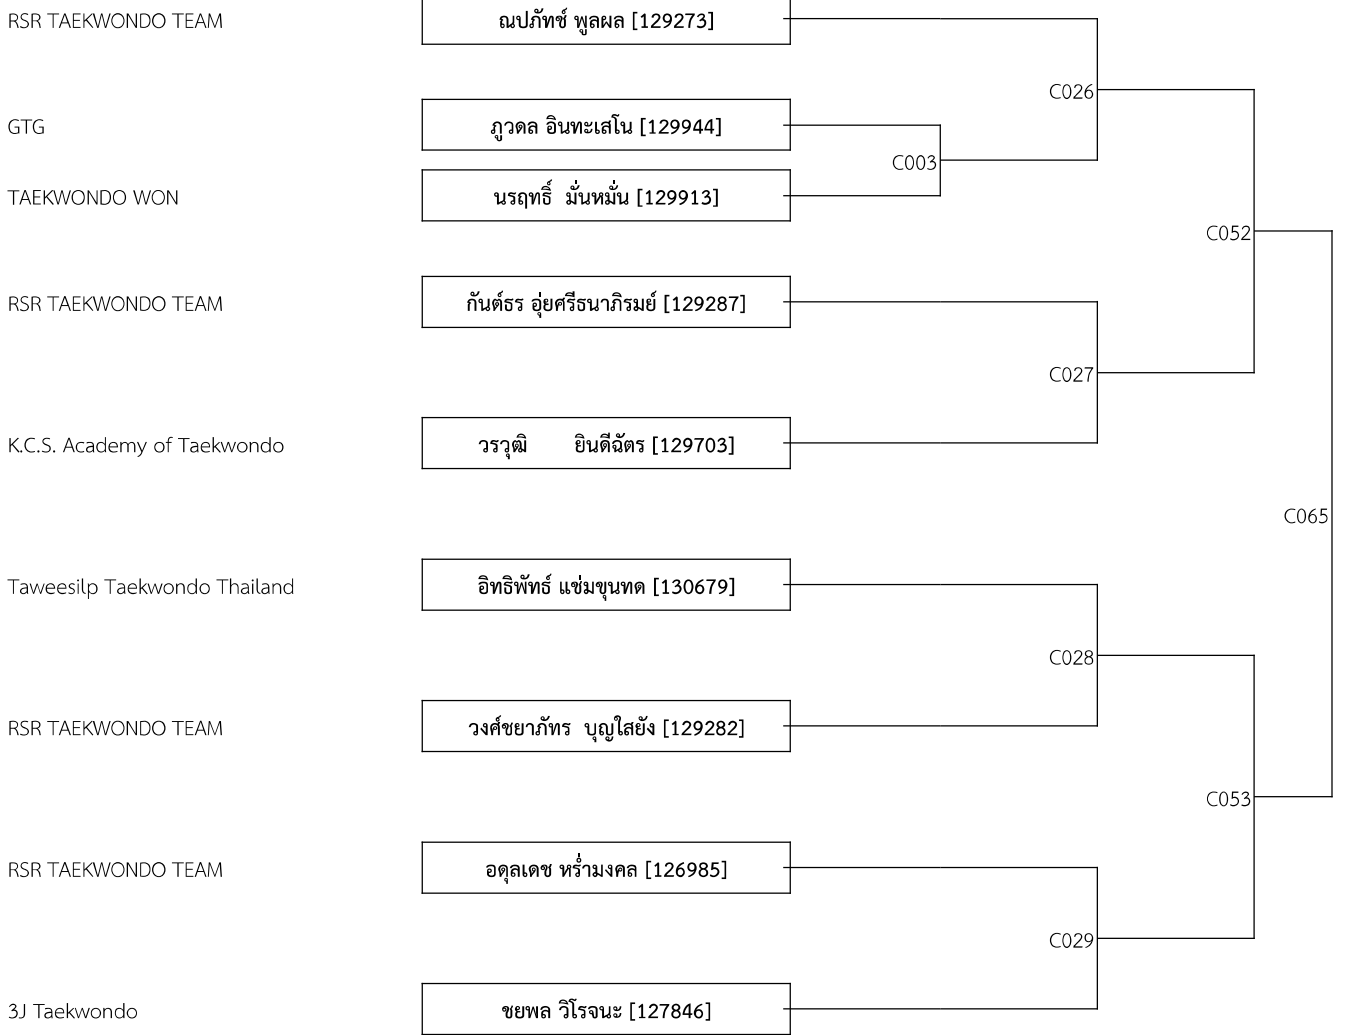 RSR TAEKWONDO TEAM ณปภัทช์ พูลผล [129273]
C026
GTG ภูวดล อินทะเสโน [129944]
C003
TAEKWONDO WON นรฤทธิ์ มั่นหมั่น [129913]
C052
RSR TAEKWONDO TEAM กันต์ธร อุ่ยศรีธนาภิรมย์ [129287]
C027
K.C.S. Academy of Taekwondo วรวุฒิ ยินดีฉัตร [129703]
C065
Taweesilp Taekwondo Thailand อิทธิพัทธ์ แซ่มขุนทด [130679]
C028
RSR TAEKWONDO TEAM วงศ์ชยาภัทร บุญใสยัง [129282]
C053
RSR TAEKWONDO TEAM อดุลเดช หร่ำมงคล [126985]
C029
3J Taekwondo ชยพล วิโรจนะ [127846]